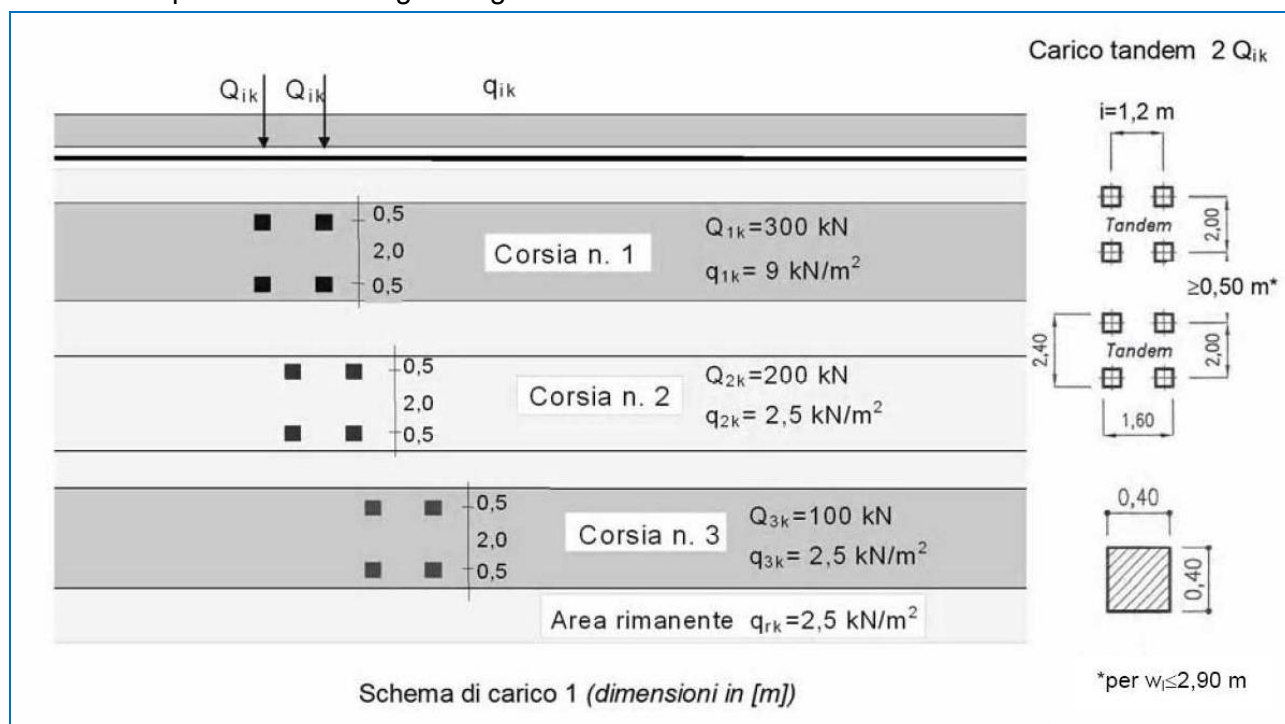 Carico tandem 2 Qik
Qik Qik qik
i=1,2 m
0,5
2,0
0,5
Corsia n. 1
Q1k=300 kN
q1k= 9 kN/m²
Tandem
2,00
≥0,50 m*
0,5
2,0
0,5
Corsia n. 2
Q2k=200 kN
q2k= 2,5 kN/m²
2,40
Tandem
2,00
1,60
0,5
2,0
0,5
Corsia n. 3
Q3k=100 kN
q3k= 2,5 kN/m²
0,40
0,40
Area rimanente qrk=2,5 kN/m²
Schema di carico 1 (dimensioni in [m])
*per wl≤2,90 m